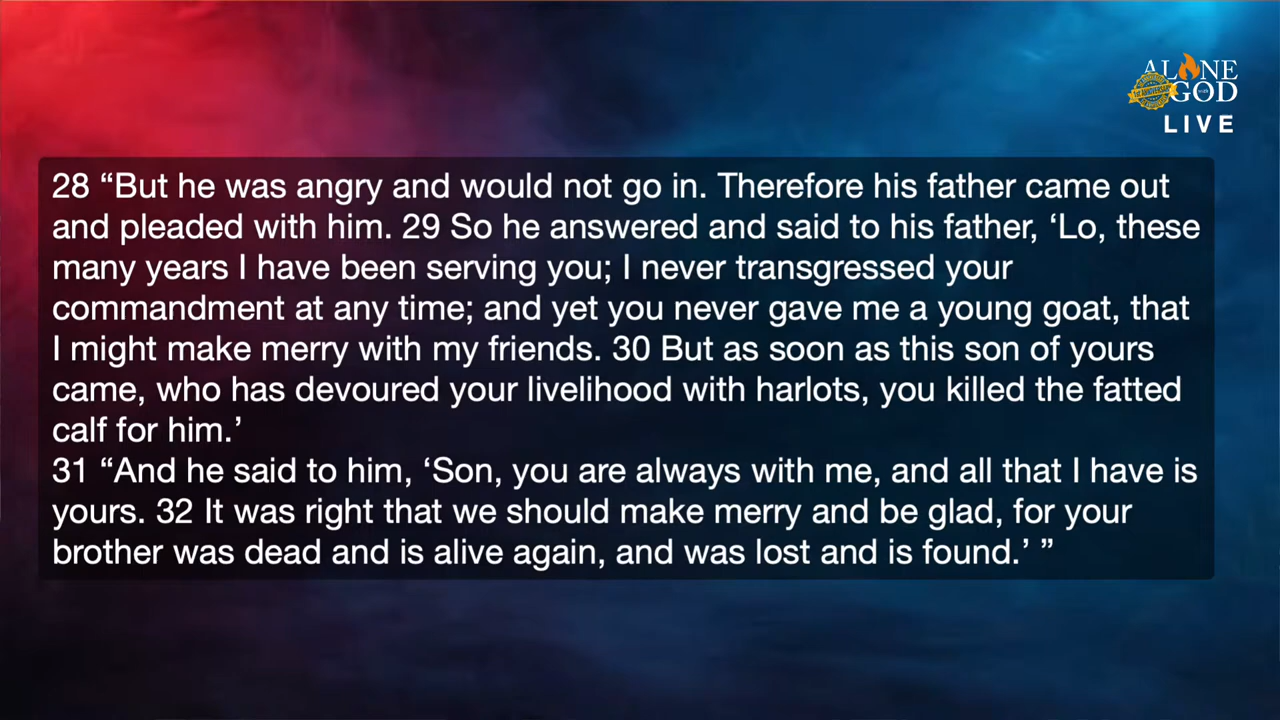 ALONE
1st ANNIVERSARY
GOD
LIVE
28 “But he was angry and would not go in. Therefore his father came out
and pleaded with him. 29 So he answered and said to his father, ‘Lo, these
many years I have been serving you; I never transgressed your
commandment at any time; and yet you never gave me a young goat, that
I might make merry with my friends. 30 But as soon as this son of yours
came, who has devoured your livelihood with harlots, you killed the fatted
calf for him.’
31 “And he said to him, ‘Son, you are always with me, and all that I have is
yours. 32 It was right that we should make merry and be glad, for your
brother was dead and is alive again, and was lost and is found.’ ”